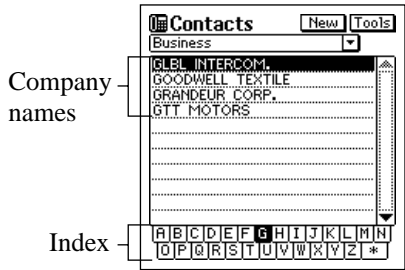 Contacts New Tools
Business
Company names
GLBL INTERCOM.
GOODWELL TEXTILE
GRANDEUR CORP.
GTT MOTORS
Index
A B C D E F G H I J K L M N
O P Q R S T U V W X Y Z *